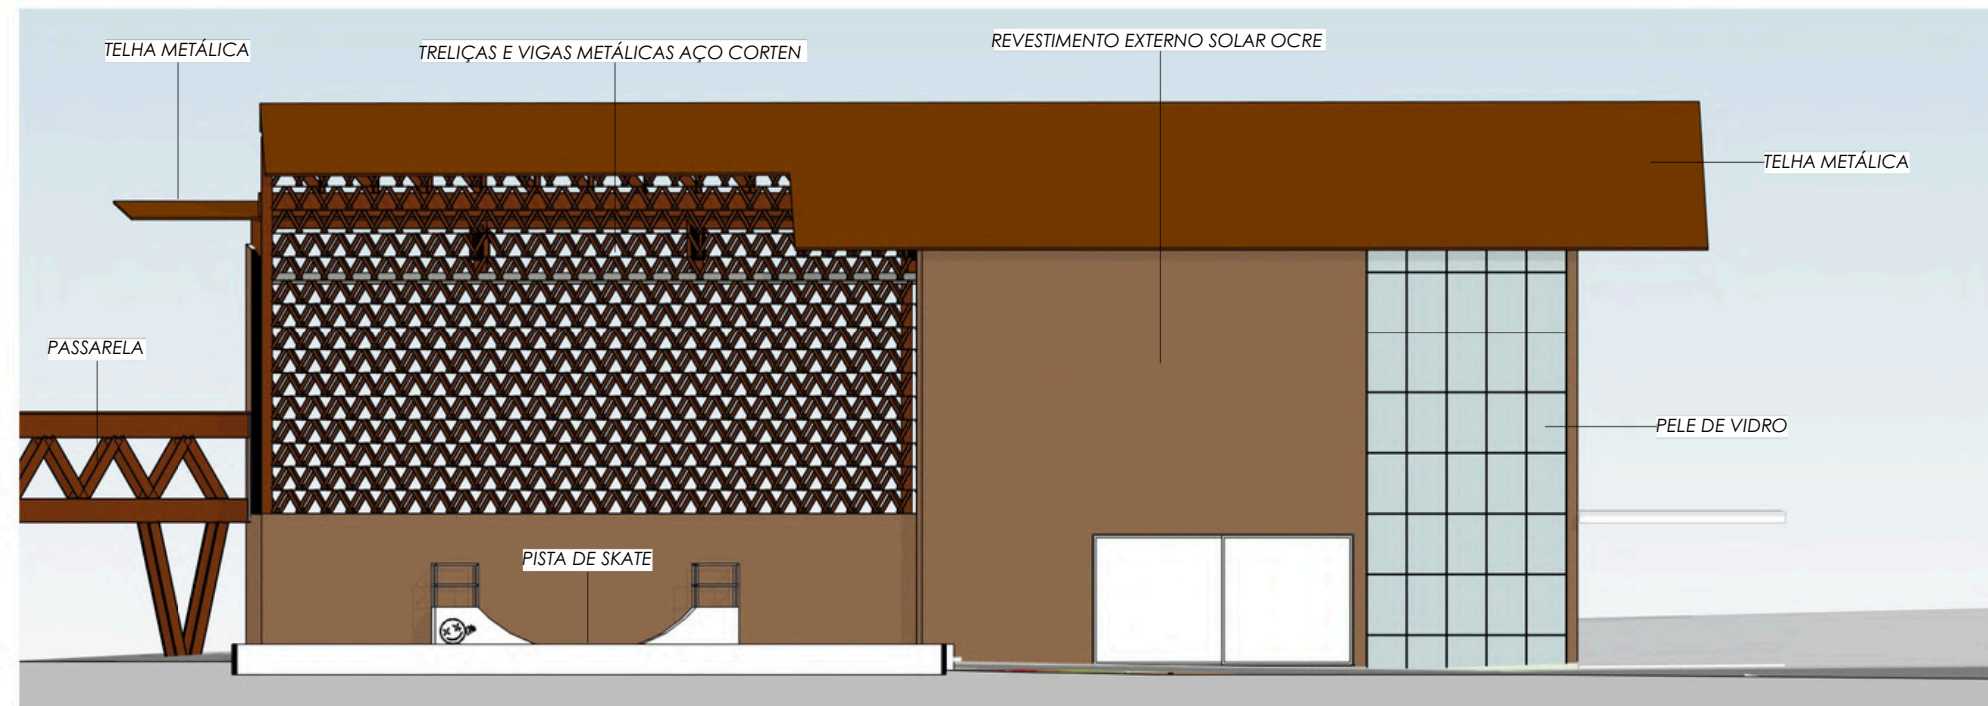 TELHA METÁLICA
TRELIÇAS E VIGAS METÁLICAS AÇO CORTEN
REVESTIMENTO EXTERNO SOLAR OCRE
TELHA METÁLICA
PASSARELA
PELE DE VIDRO
PISTA DE SKATE